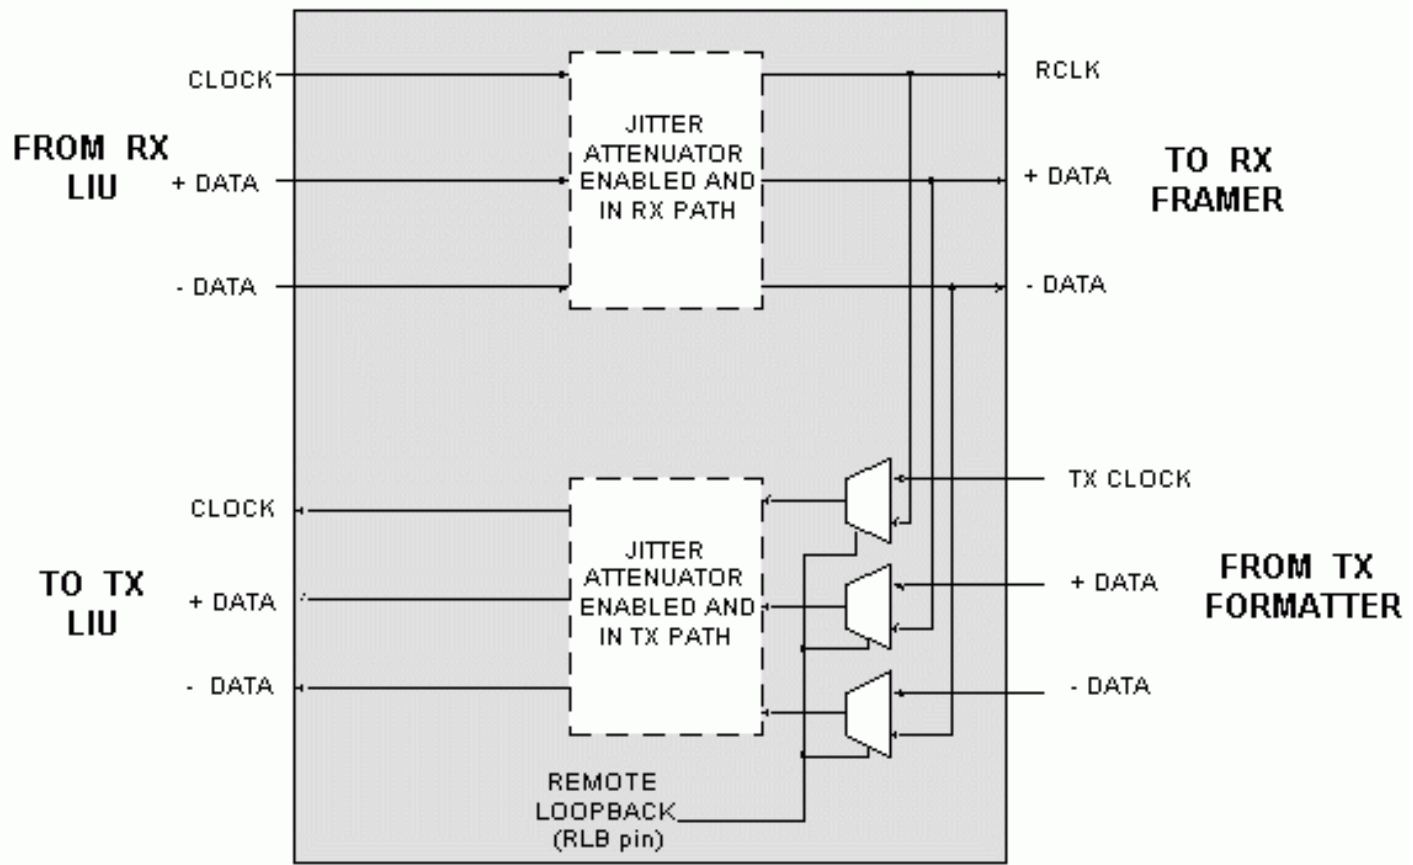 CLOCK
RCLK
FROM RX
LIU
+ DATA
JITTER
ATTENUATOR
ENABLED AND
IN RX PATH
+ DATA
TO RX
FRAMER
- DATA
- DATA
TX CLOCK
CLOCK
TO TX
LIU
+ DATA
JITTER
ATTENUATOR
ENABLED AND
IN TX PATH
+ DATA
FROM TX
FORMATTER
- DATA
- DATA
REMOTE
LOOPBACK
(RLB pin)